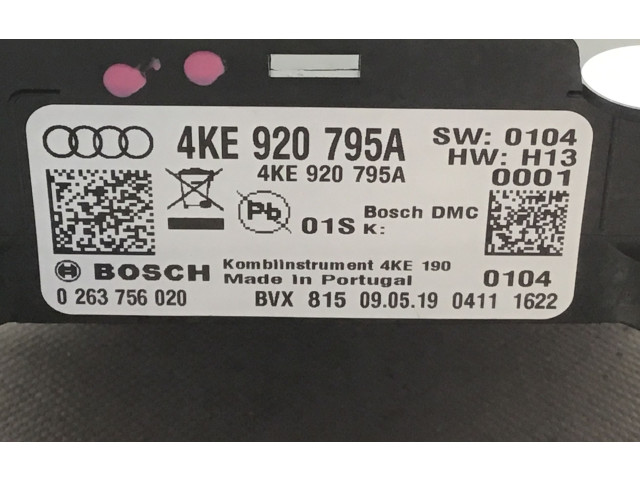 4KE 920 795A SW: 0104
4KE 920 795A HW: H13
0001
Pb 01S Bosch DMC
K:
BOSCH Kombiinstrument 4KE 190
Made in Portugal 0104
0 263 756 020 BVX 815 09.05.19 0411 1622